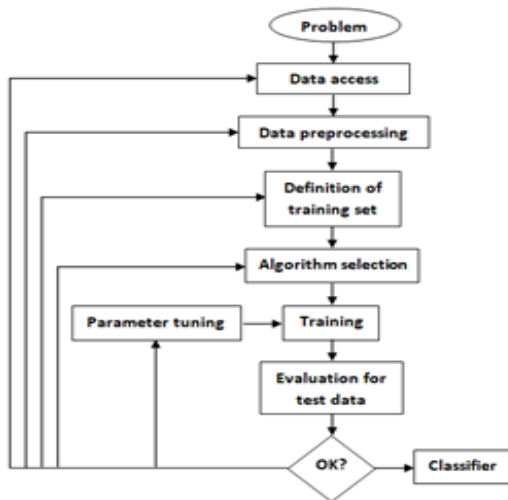 Problem
Data access
Data preprocessing
Definition of
training set
Algorithm selection
Parameter tuning
Training
Evaluation for
test data
OK?
Classifier